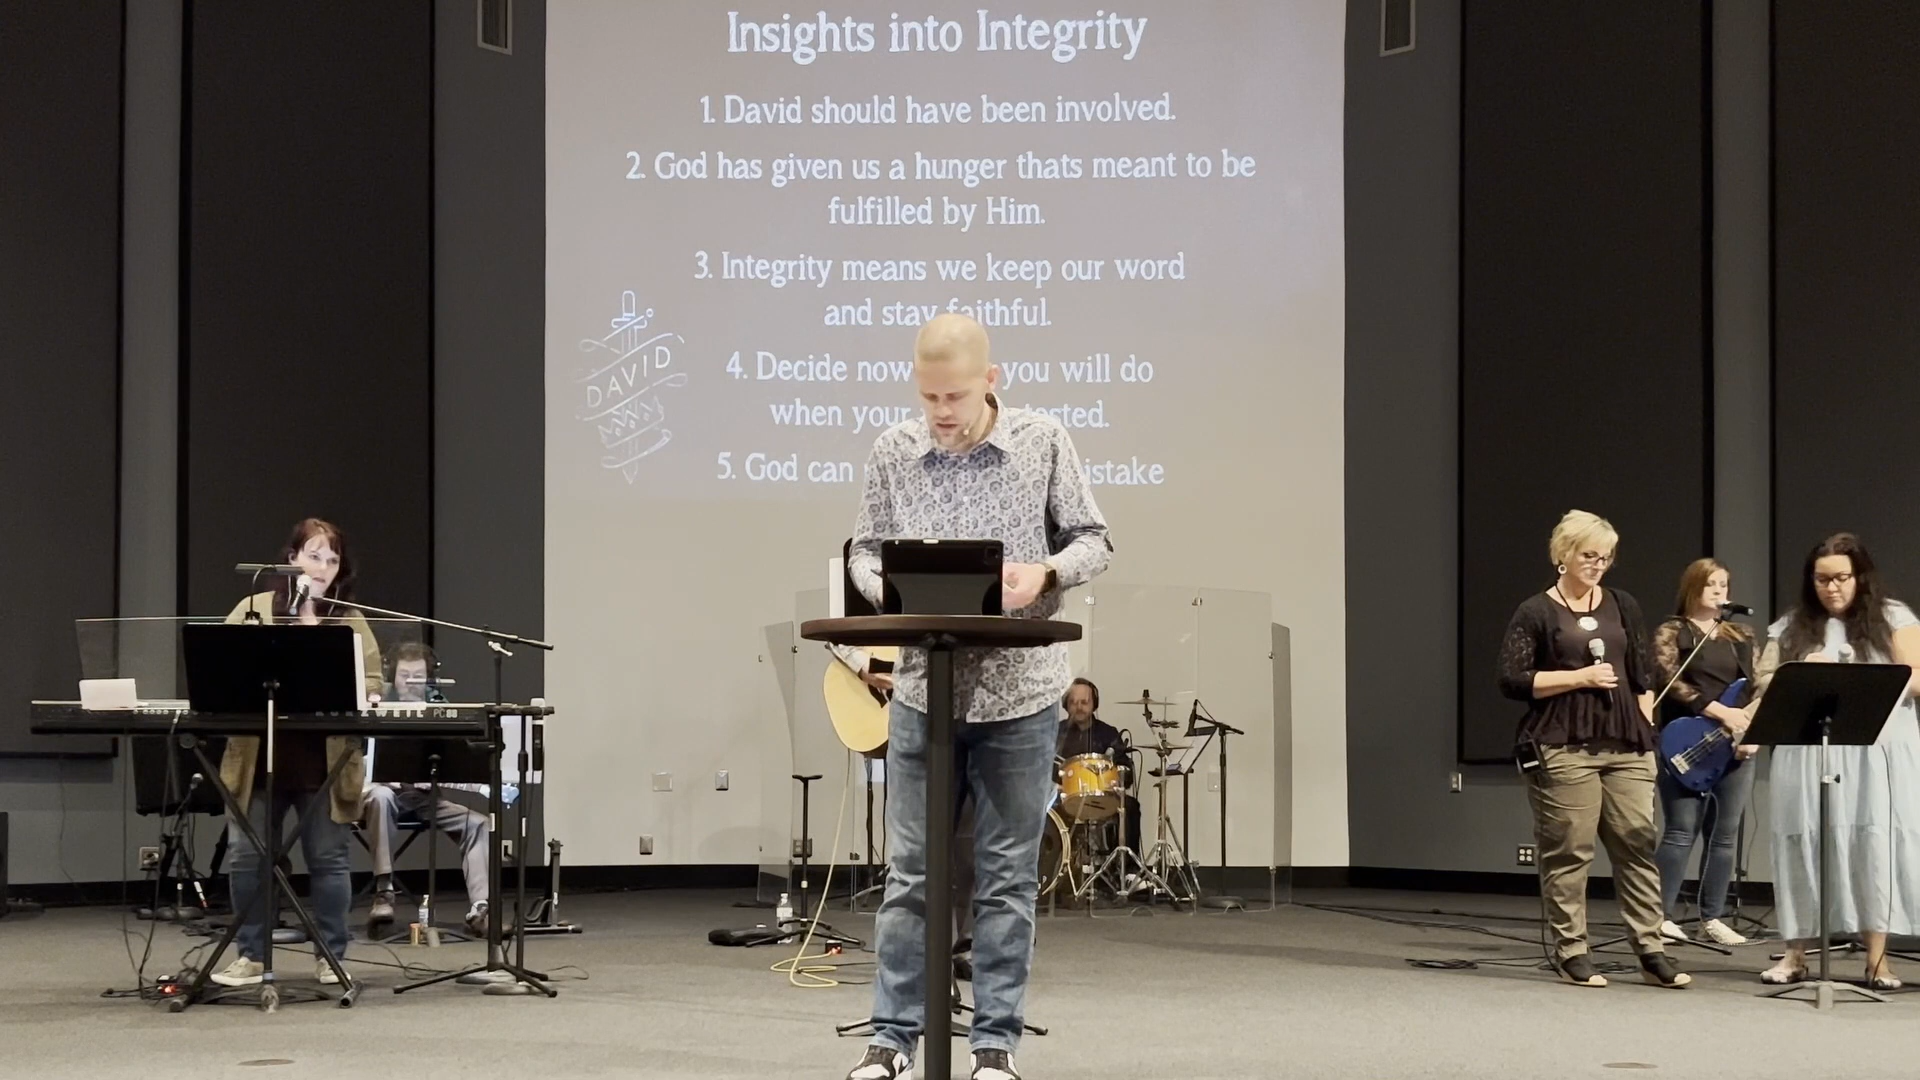 Insights into Integrity
1. David should have been involved.
2. God has given us a hunger thats meant to be
fulfilled by Him.
3. Integrity means we keep our word
and stay faithful.
4. Decide now you will do
when your tested.
5. God can
DAVID
KURZWEIL PC88